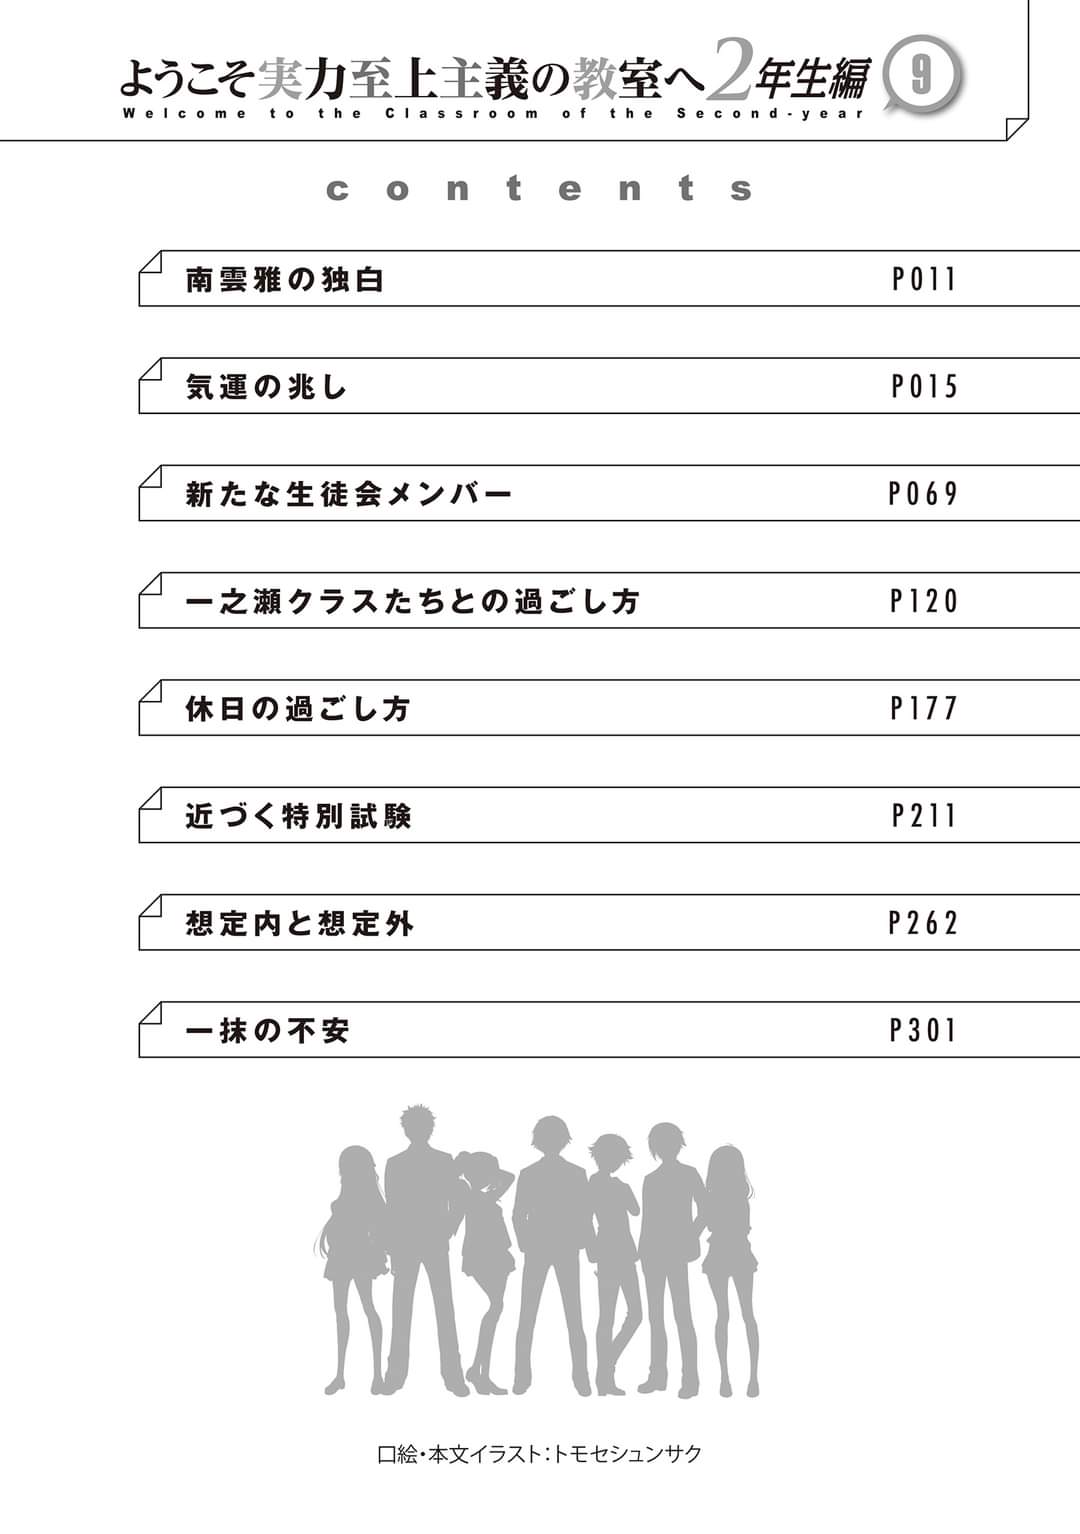 ようこそ実力至上主義の教室へ2年生編 9
Welcome to the Classroom of the Second-year
contents
南雲雅の独白 P011
気運の兆し P015
新たな生徒会メンバー P069
一之瀬クラスたちとの過ごし方 P120
休日の過ごし方 P177
近づく特別試験 P211
想定内と想定外 P262
一抹の不安 P301
口絵・本文イラスト：トモセシュンサク